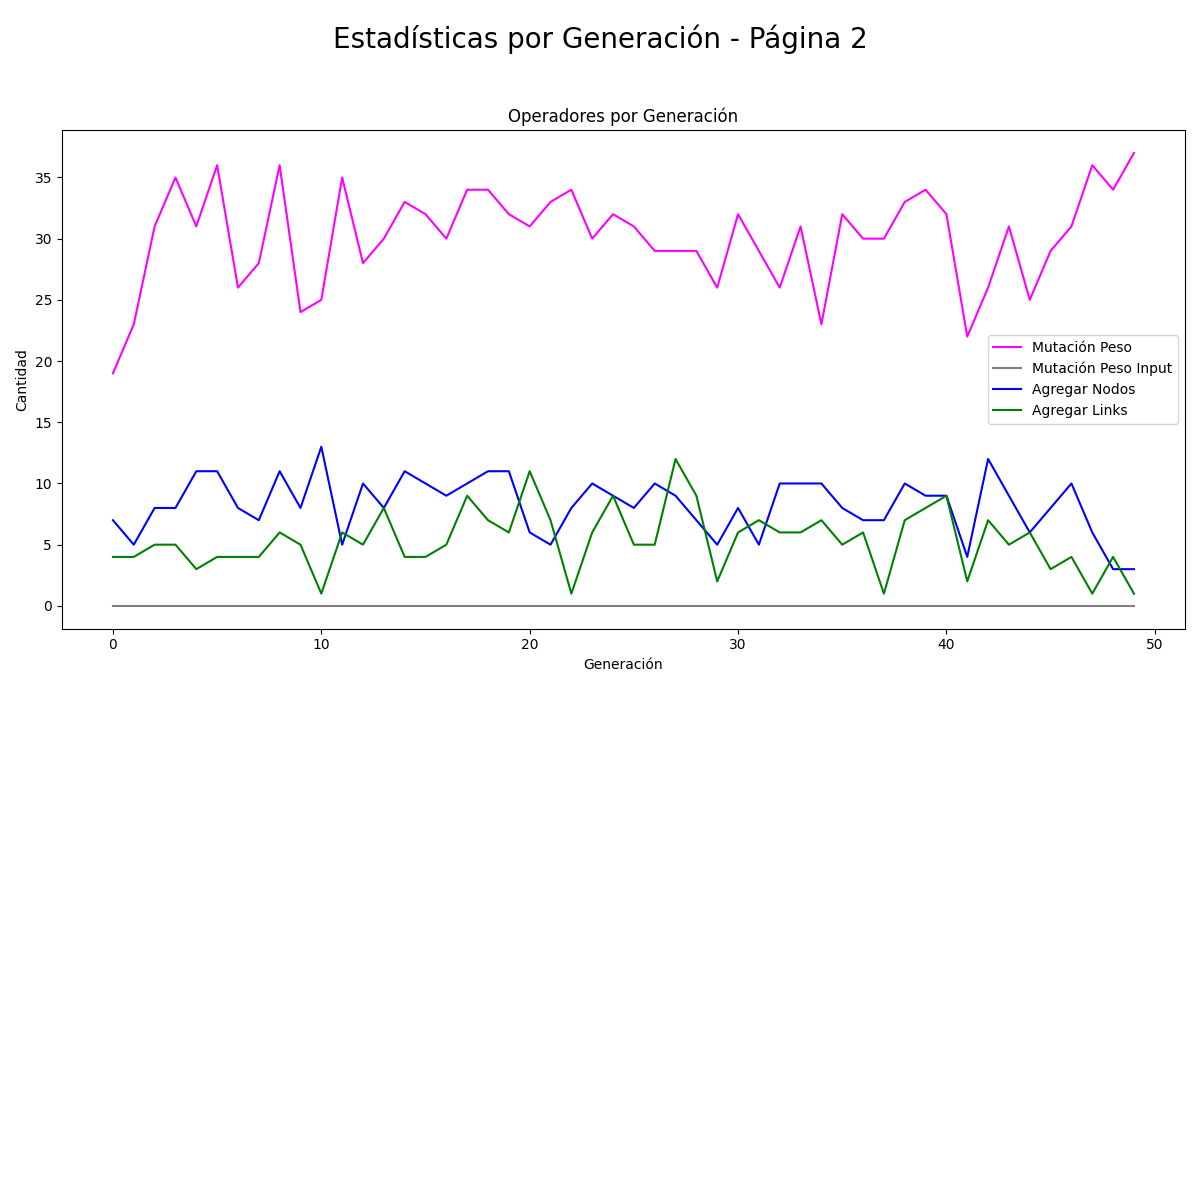 Estadísticas por Generación - Página 2
Operadores por Generación
35
30
25
20
15
10
5
0
Cantidad
Mutación Peso
Mutación Peso Input
Agregar Nodos
Agregar Links
0 10 20 30 40 50
Generación